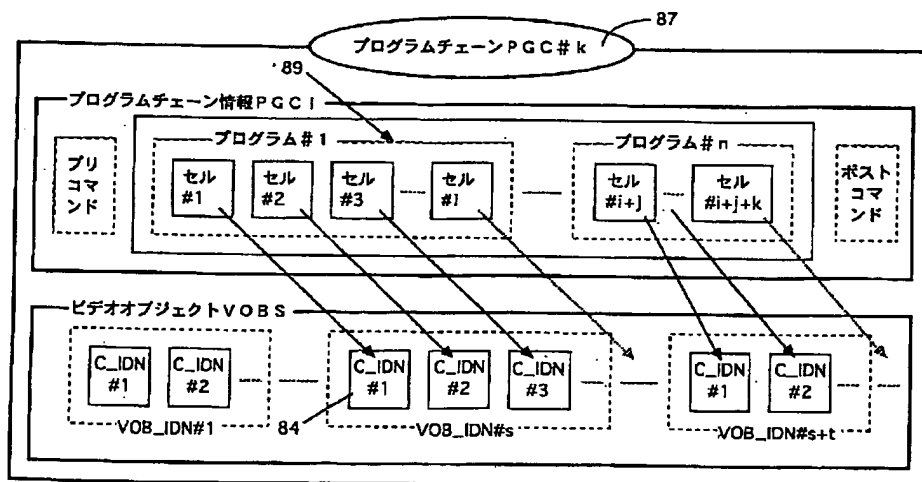 プログラムチェーンPGC#k
87
89
プログラムチェーン情報PGCI
プログラム#1
プログラム#n
プリ
コマ
ンド
セル
#1
セル
#2
セル
#3
セル
#i
セル
#i+j
セル
#i+j+k
ポスト
コマ
ンド
ビデオオブジェクトVOBS
C_IDN
#1
C_IDN
#2
C_IDN
#1
C_IDN
#2
C_IDN
#3
C_IDN
#1
C_IDN
#2
84
VOB_IDN#1
VOB_IDN#s
VOB_IDN#s+t